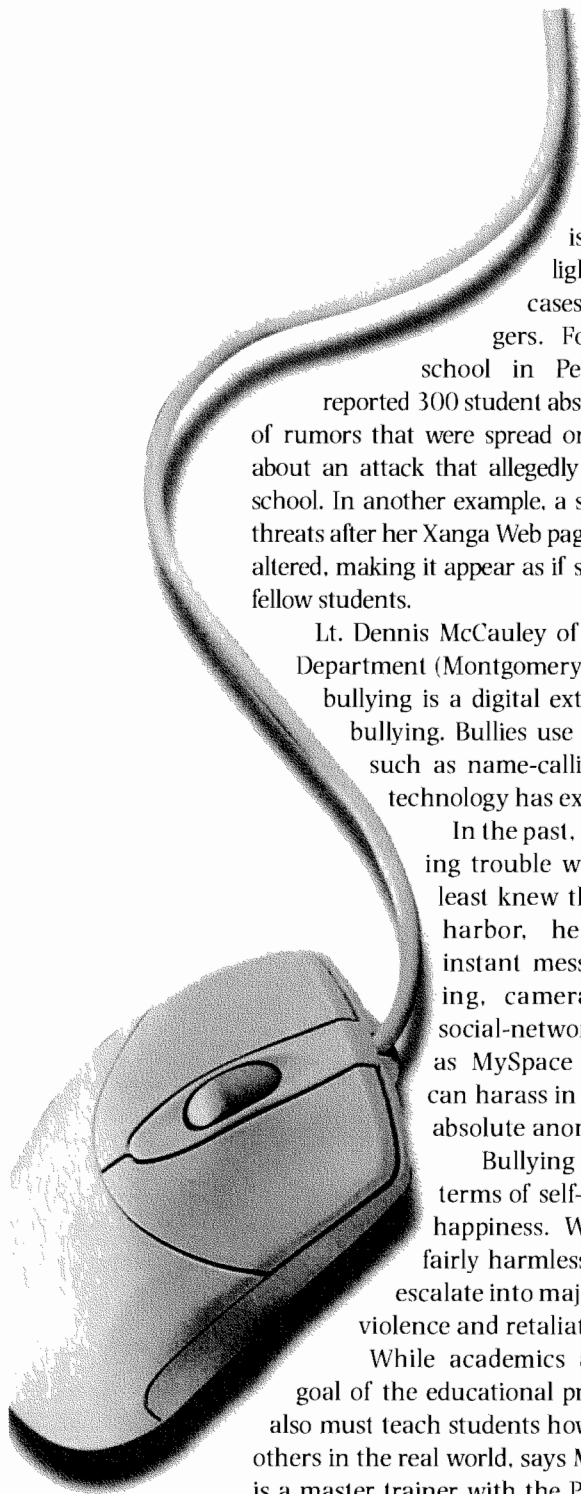 is
ligh
cases
gers. Fo
school in Pe
reported 300 student abs
of rumors that were spread or
about an attack that allegedly
school. In another example, a s
threats after her Xanga Web pag
altered, making it appear as if s
fellow students.
Lt. Dennis McCauley of
Department (Montgomery
bullying is a digital ext
bullying. Bullies use
such as name-calli
technology has ex
In the past,
ing trouble w
least knew th
harbor, he
instant mess
ing, camera
social-networ
as MySpace
can harass in
absolute anor
Bullying
terms of self-
happiness. W
fairly harmless
escalate into maj
violence and retaliat
While academics a
goal of the educational pr
also must teach students how
others in the real world, says M
is a master trainer with the P